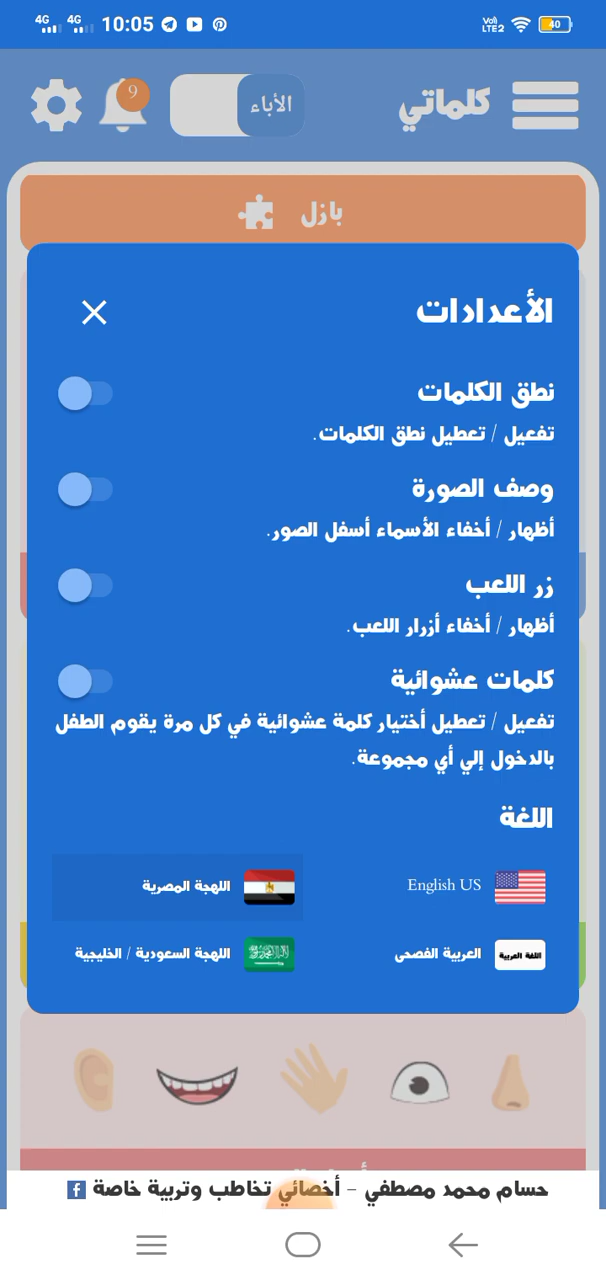 4G 4G 10:05 Vo) LTE2 40
كلماتي الأباء 9
بازل
الأعدادات
نطق الكلمات
تفعيل / تعطيل نطق الكلمات.
وصف الصورة
أظهار / أخفاء الأسماء أسفل الصور.
زر اللعب
أظهار / أخفاء أزرار اللعب.
كلمات عشوائية
تفعيل / تعطيل أختيار كلمة عشوائية في كل مرة يقوم الطفل
بالدخول إلي أي مجموعة.
اللغة
English US
اللهجة المصرية
اللغة العربية العربية الفصحى
اللهجة السعودية / الخليجية
حسام محمد مصطفي - أخصائي تخاطب وتربية خاصة